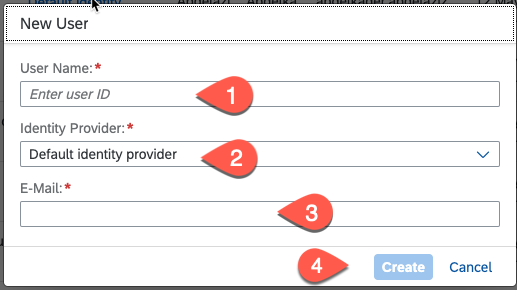 New User
User Name:*
Enter user ID
1
Identity Provider:*
Default identity provider
2
E-Mail:*
3
4
Create Cancel